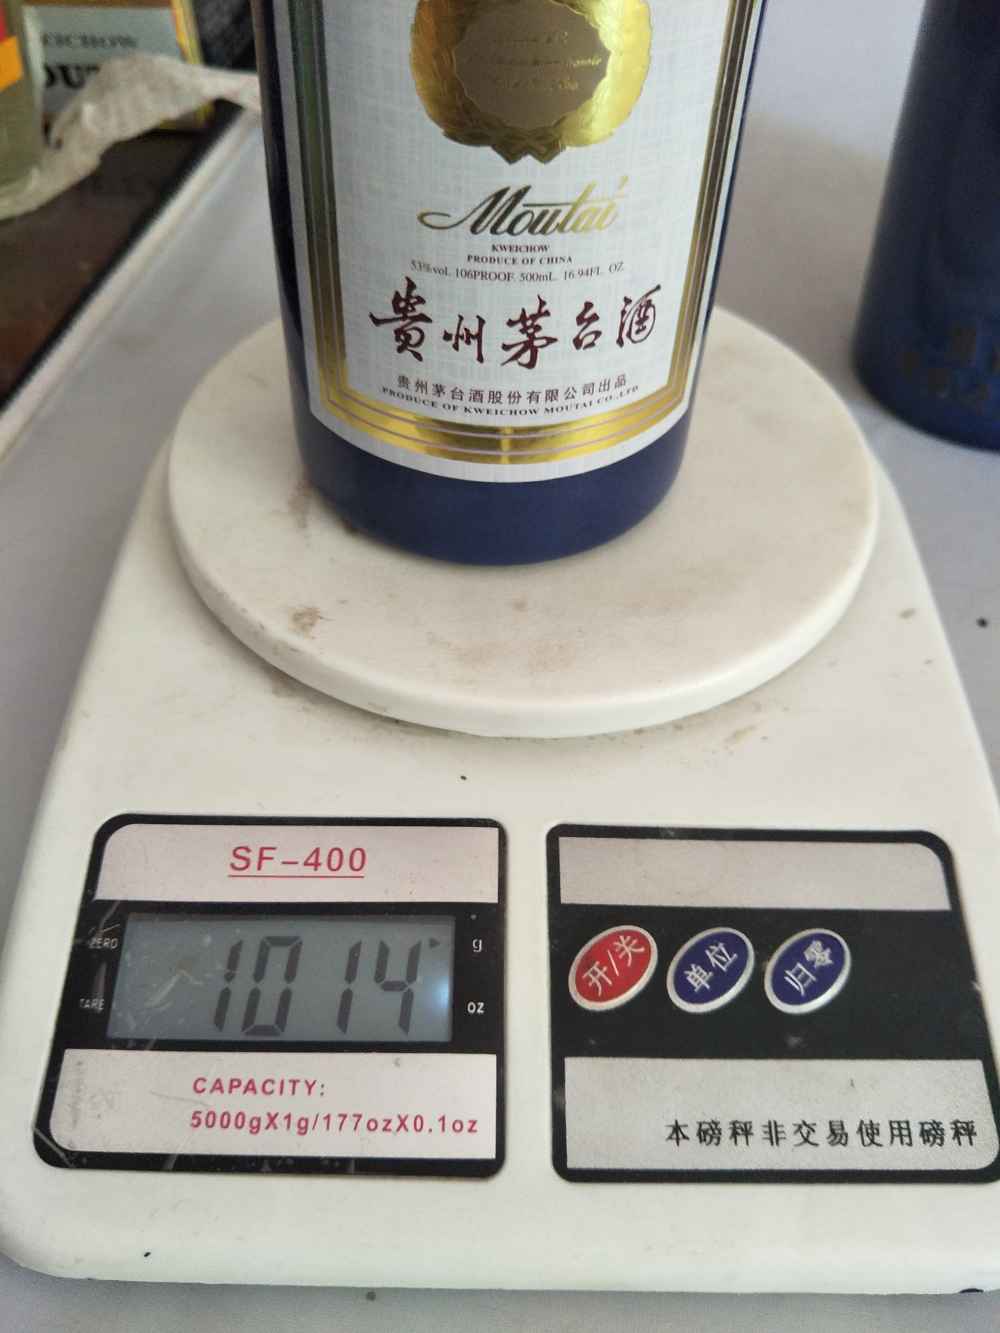 Moutai
KWEICHOW
PRODUCE OF CHINA
53%vol. 106PROOF. 500mL. 16.94FL. OZ
貴州茅台酒
贵州茅台酒股份有限公司出品
PRODUCE OF KWEICHOW MOUTAI CO., LTD
SF-400
ZERO
TARE
1014
g
oz
CAPACITY:
5000gX1g/177ozX0.1oz
开/关
单位
归零
本磅秤非交易使用磅秤